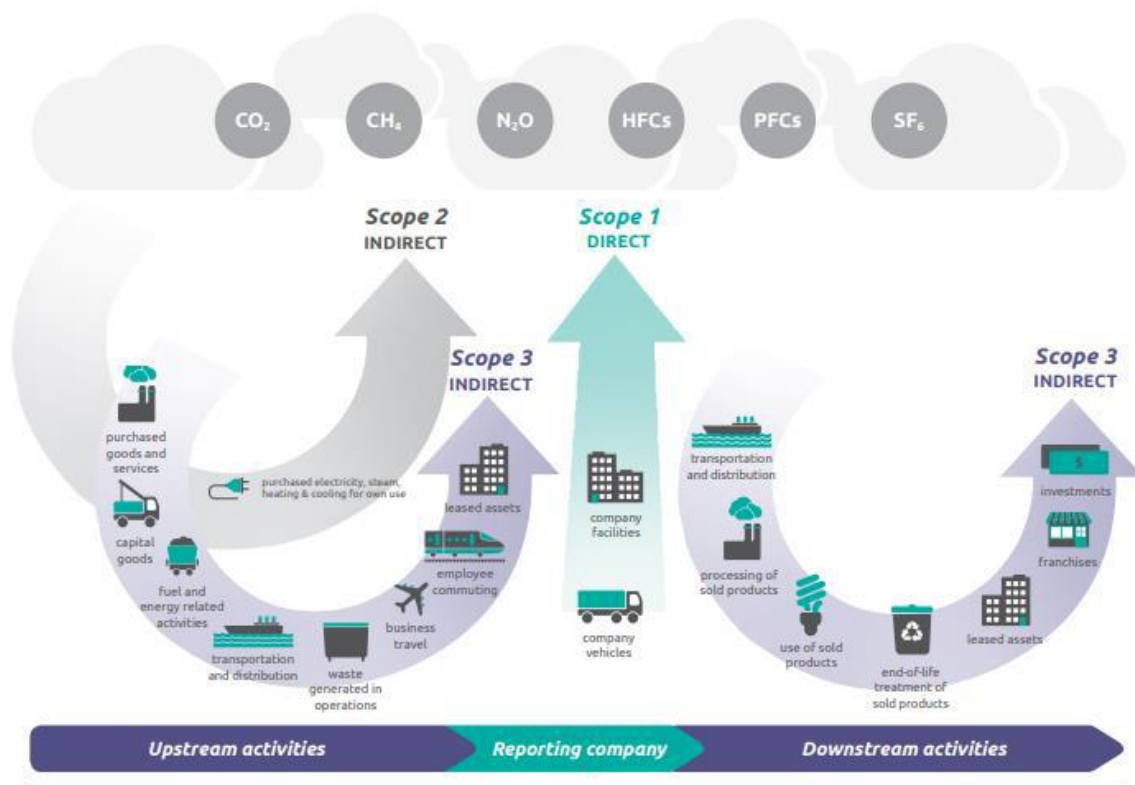 CO₂
CH₄
N₂O
HFCs
PFCs
SF₆
Scope 2
INDIRECT
Scope 1
DIRECT
Scope 3
INDIRECT
Scope 3
INDIRECT
purchased
goods and
services
capital
goods
fuel and
energy related
activities
purchased electricity, steam,
heating & cooling for own use
transportation
and distribution
waste
generated in
operations
business
travel
employee
commuting
leased assets
company
facilities
company
vehicles
transportation
and distribution
processing of
sold products
use of sold
products
end-of-life
treatment of
sold products
leased assets
franchises
$
investments
Upstream activities
Reporting company
Downstream activities